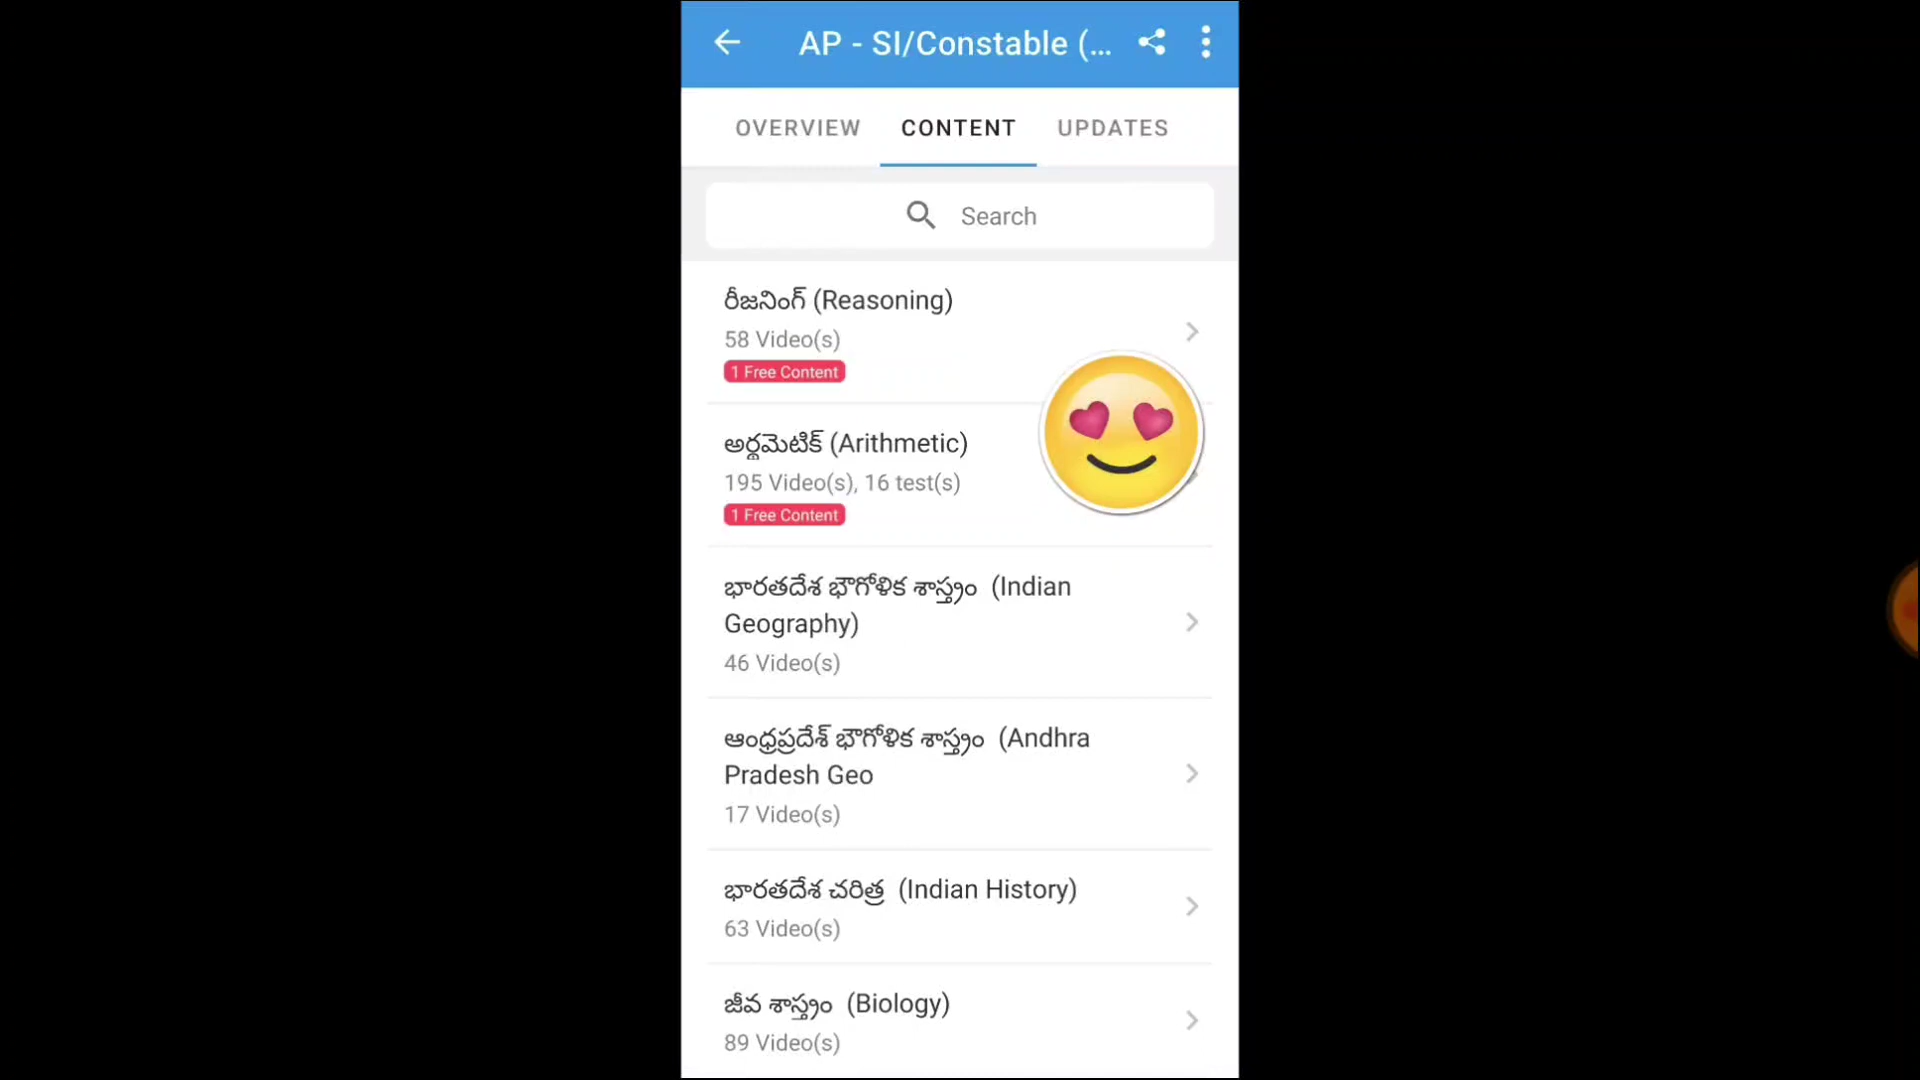 AP - SI/Constable (...
OVERVIEW CONTENT UPDATES
Search
రీజనింగ్ (Reasoning)
58 Video(s)
1 Free Content
అర్థమెటిక్ (Arithmetic)
195 Video(s), 16 test(s)
1 Free Content
భారతదేశ భౌగోళిక శాస్త్రం (Indian
Geography)
46 Video(s)
ఆంధ్రప్రదేశ్ భౌగోళిక శాస్త్రం (Andhra
Pradesh Geo
17 Video(s)
భారతదేశ చరిత్ర (Indian History)
63 Video(s)
జీవ శాస్త్రం (Biology)
89 Video(s)